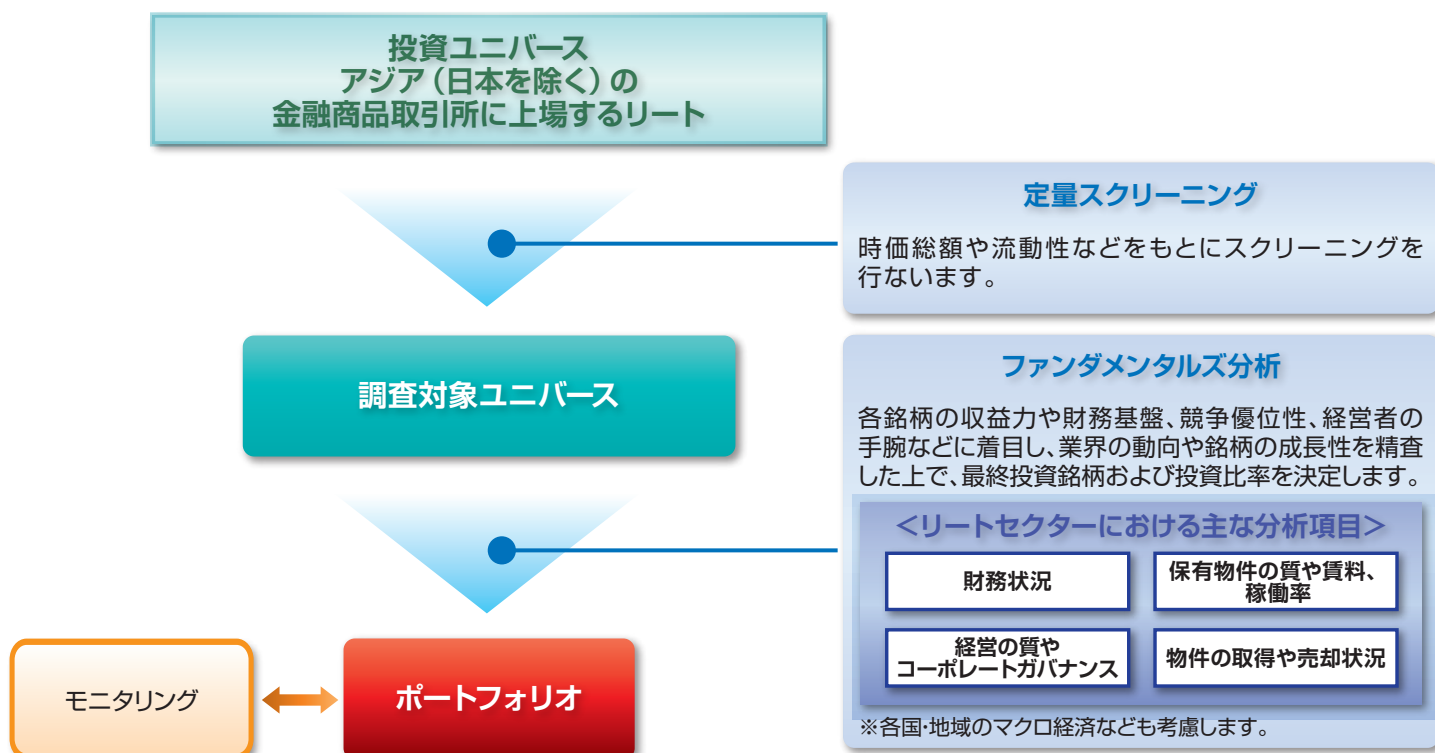 投資ユニバース
アジア（日本を除く）の
金融商品取引所に上場するリート
定量スクリーニング
時価総額や流動性などをもとにスクリーニングを
行ないます。
調査対象ユニバース
ファンダメンタルズ分析
各銘柄の収益力や財務基盤、競争優位性、経営者の
手腕などに着目し、業界の動向や銘柄の成長性を精査
した上で、最終投資銘柄および投資比率を決定します。
＜リートセクターにおける主な分析項目＞
財務状況
保有物件の質や賃料、
稼働率
経営の質や
コーポレートガバナンス
物件の取得や売却状況
※各国・地域のマクロ経済なども考慮します。
モニタリング
ポートフォリオ